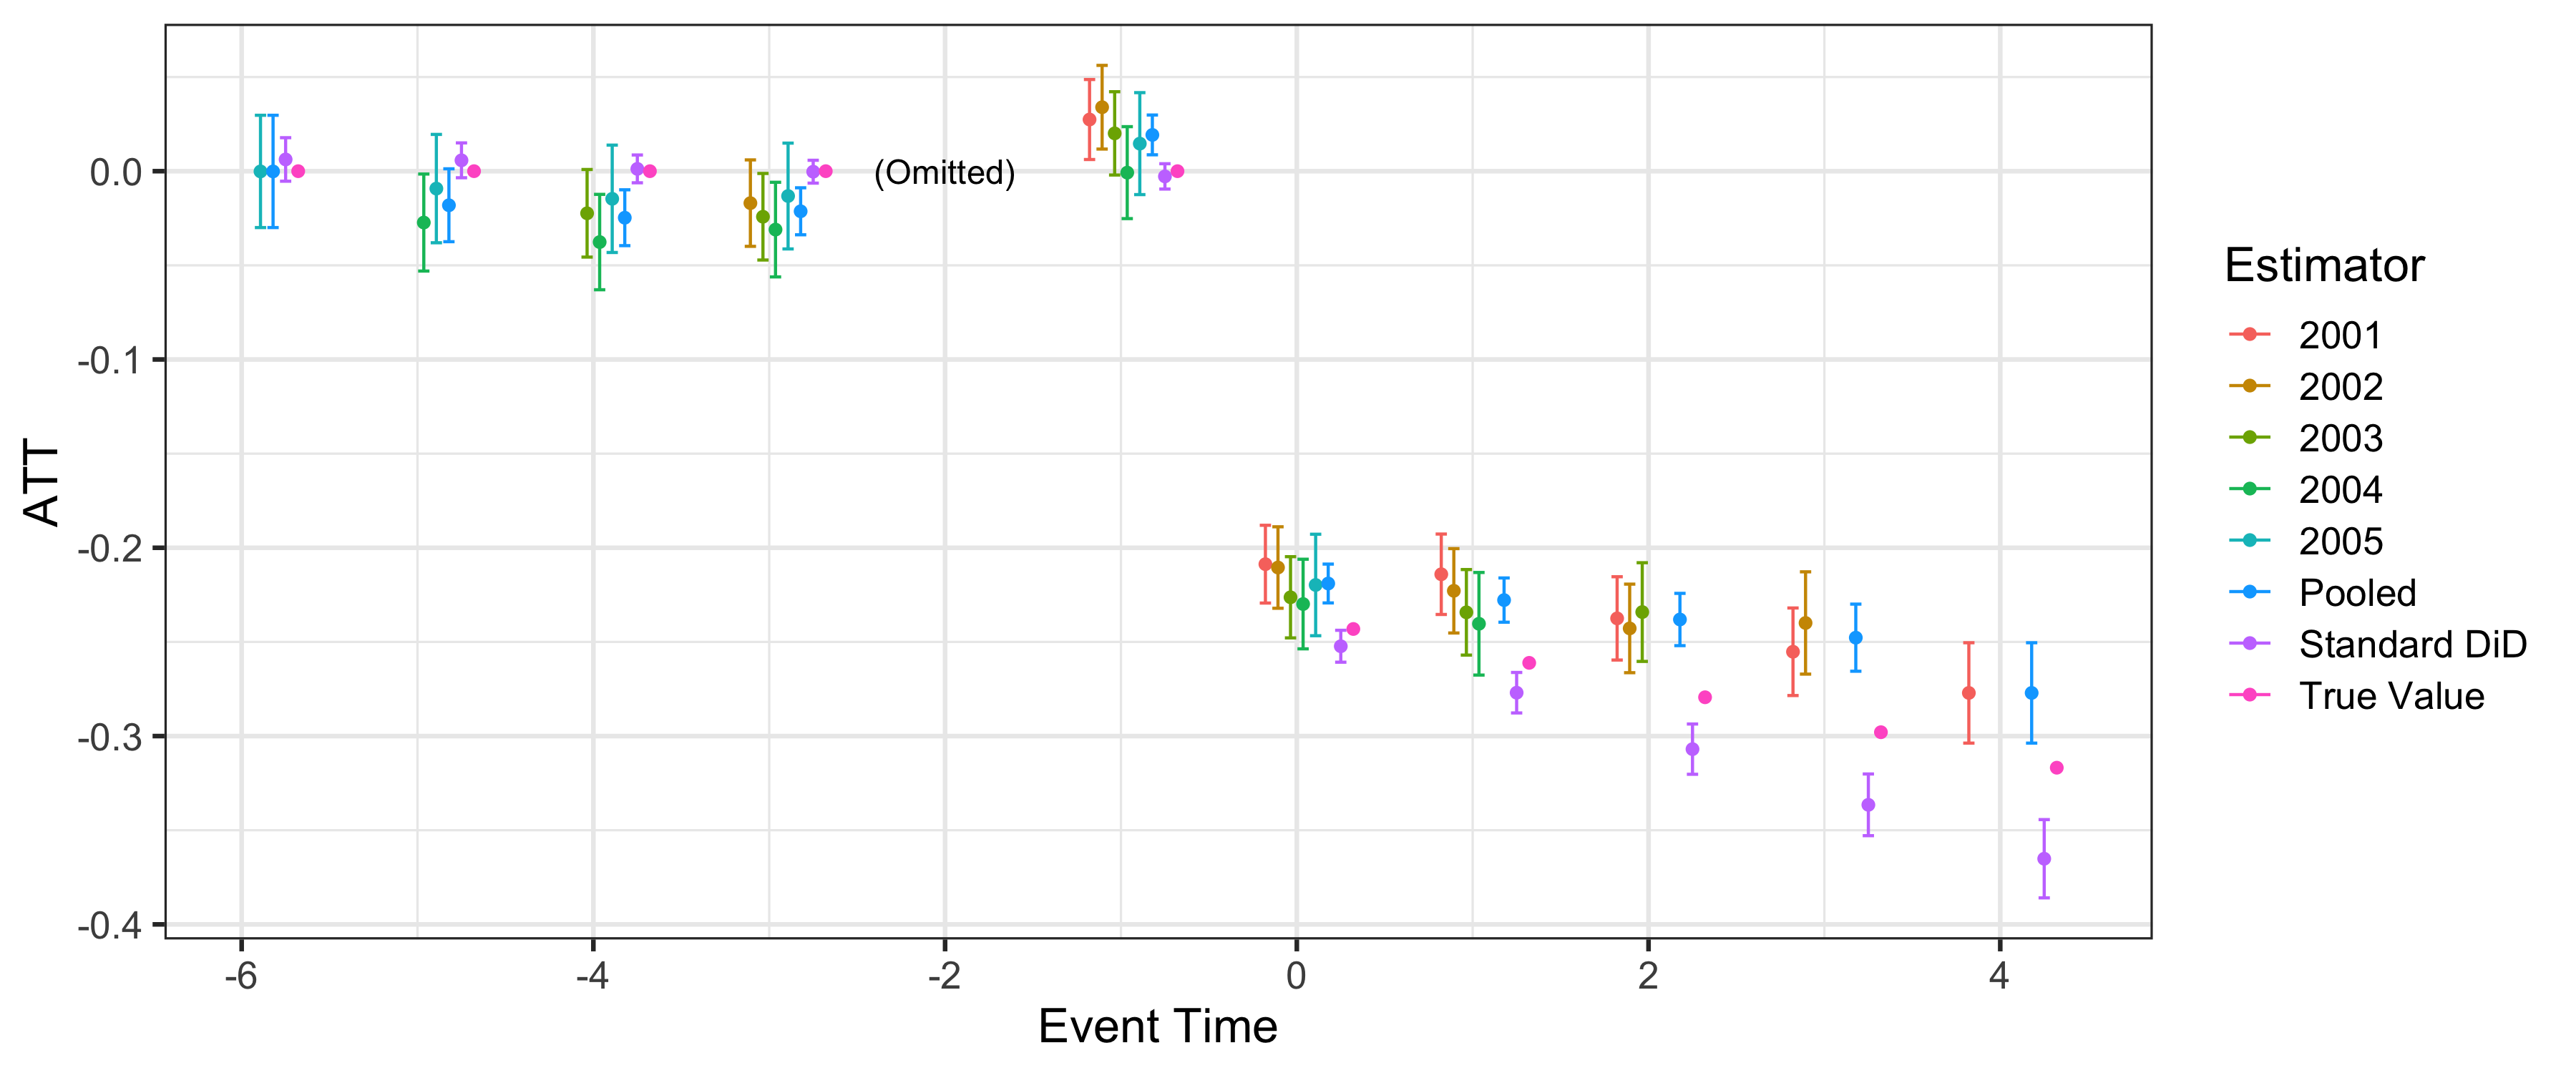 0.0
-0.1
-0.2
-0.3
-0.4
ATT
(Omitted)
-6
-4
-2
0
2
4
Event Time
Estimator
2001
2002
2003
2004
2005
Pooled
Standard DiD
True Value